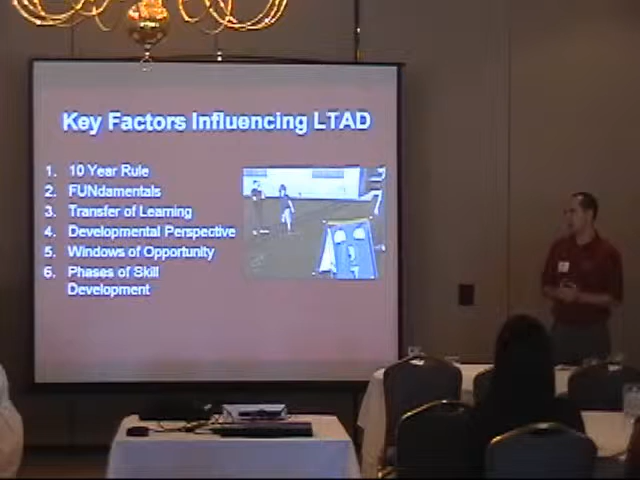 Key Factors Influencing LTAD
1. 10 Year Rule
2. FUNdamentals
3. Transfer of Learning
4. Developmental Perspective
5. Windows of Opportunity
6. Phases of Skill
Development